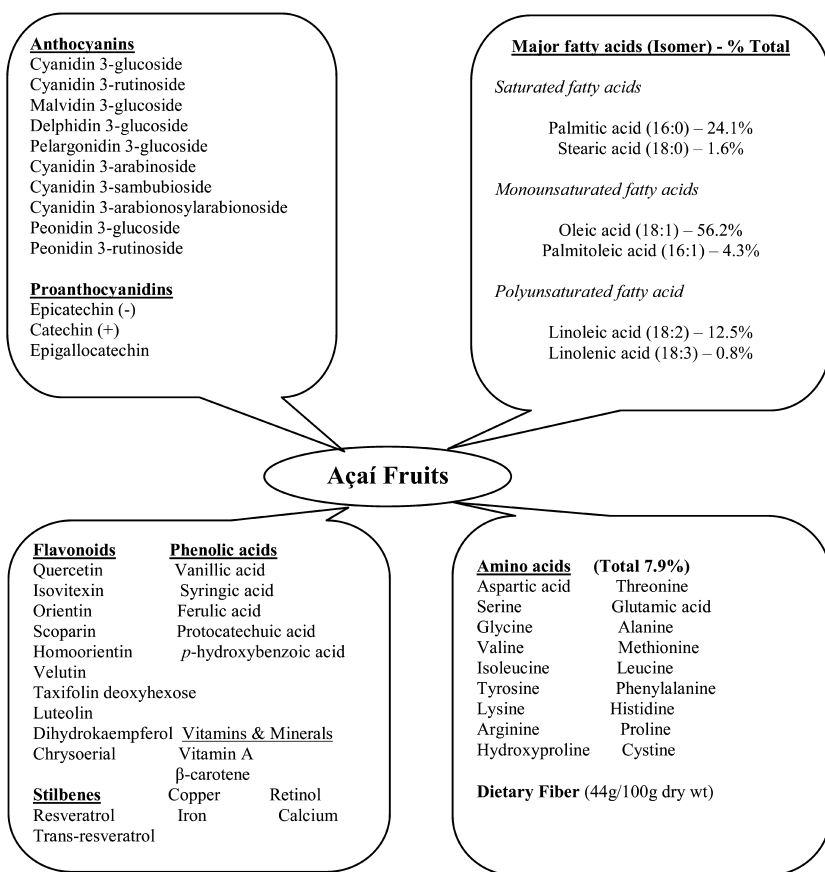 Anthocyanins
Cyanidin 3-glucoside
Cyanidin 3-rutinoside
Malvidin 3-glucoside
Delphidin 3-glucoside
Pelargonidin 3-glucoside
Cyanidin 3-arabinoside
Cyanidin 3-sambubioside
Cyanidin 3-arabionosylarabionoside
Peonidin 3-glucoside
Peonidin 3-rutinoside
Proanthocyanidins
Epicatechin (-)
Catechin (+)
Epigallocatechin
Major fatty acids (Isomer) - % Total
Saturated fatty acids
Palmitic acid (16:0) – 24.1%
Stearic acid (18:0) – 1.6%
Monounsaturated fatty acids
Oleic acid (18:1) – 56.2%
Palmitoleic acid (16:1) – 4.3%
Polyunsaturated fatty acid
Linoleic acid (18:2) – 12.5%
Linolenic acid (18:3) – 0.8%
Açaí Fruits
Flavonoids Phenolic acids
Quercetin Vanillic acid
Isovitexin Syringic acid
Orientin Ferulic acid
Scoparin Protocatechuic acid
Homoorientin p-hydroxybenzoic acid
Velutin
Taxifolin deoxyhexose
Luteolin
Dihydrokaempferol Vitamins & Minerals
Chrysoerial Vitamin A
β-carotene
Stilbenes Copper Retinol
Resveratrol Iron Calcium
Trans-resveratrol
Amino acids (Total 7.9%)
Aspartic acid Threonine
Serine Glutamic acid
Glycine Alanine
Valine Methionine
Isoleucine Leucine
Tyrosine Phenylalanine
Lysine Histidine
Arginine Proline
Hydroxyproline Cystine
Dietary Fiber (44g/100g dry wt)